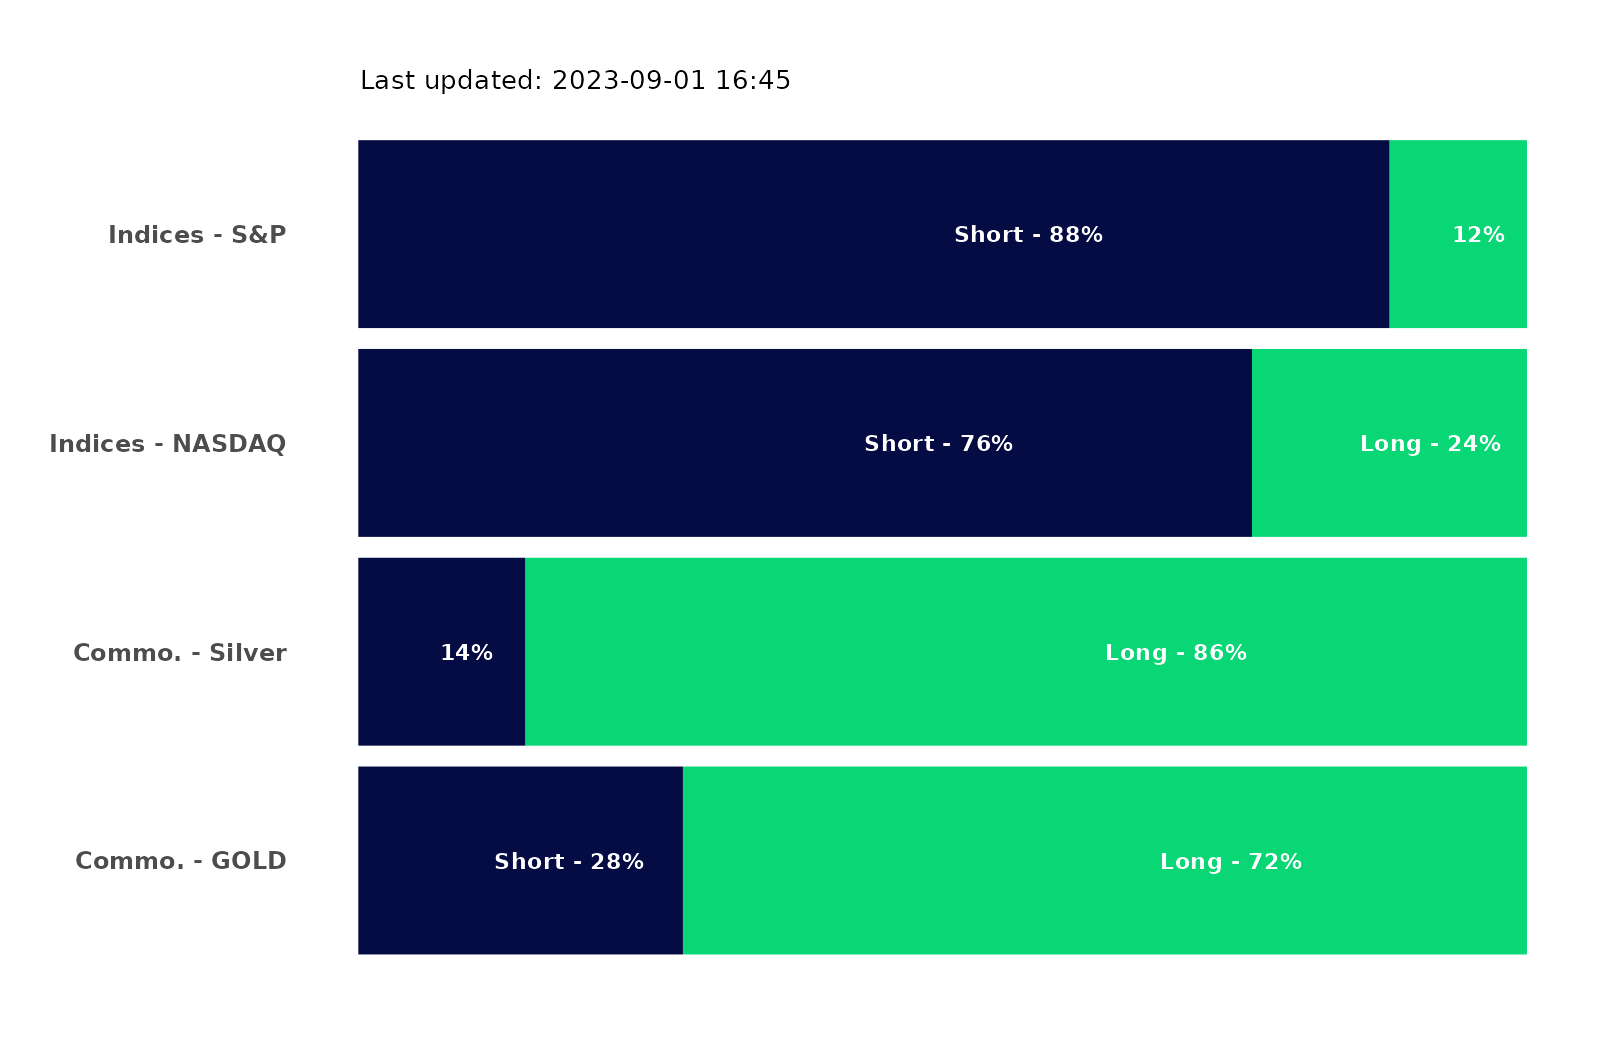 Last updated: 2023-09-01 16:45
Indices - S&P Short - 88% 12%
Indices - NASDAQ Short - 76% Long - 24%
Commo. - Silver 14% Long - 86%
Commo. - GOLD Short - 28% Long - 72%